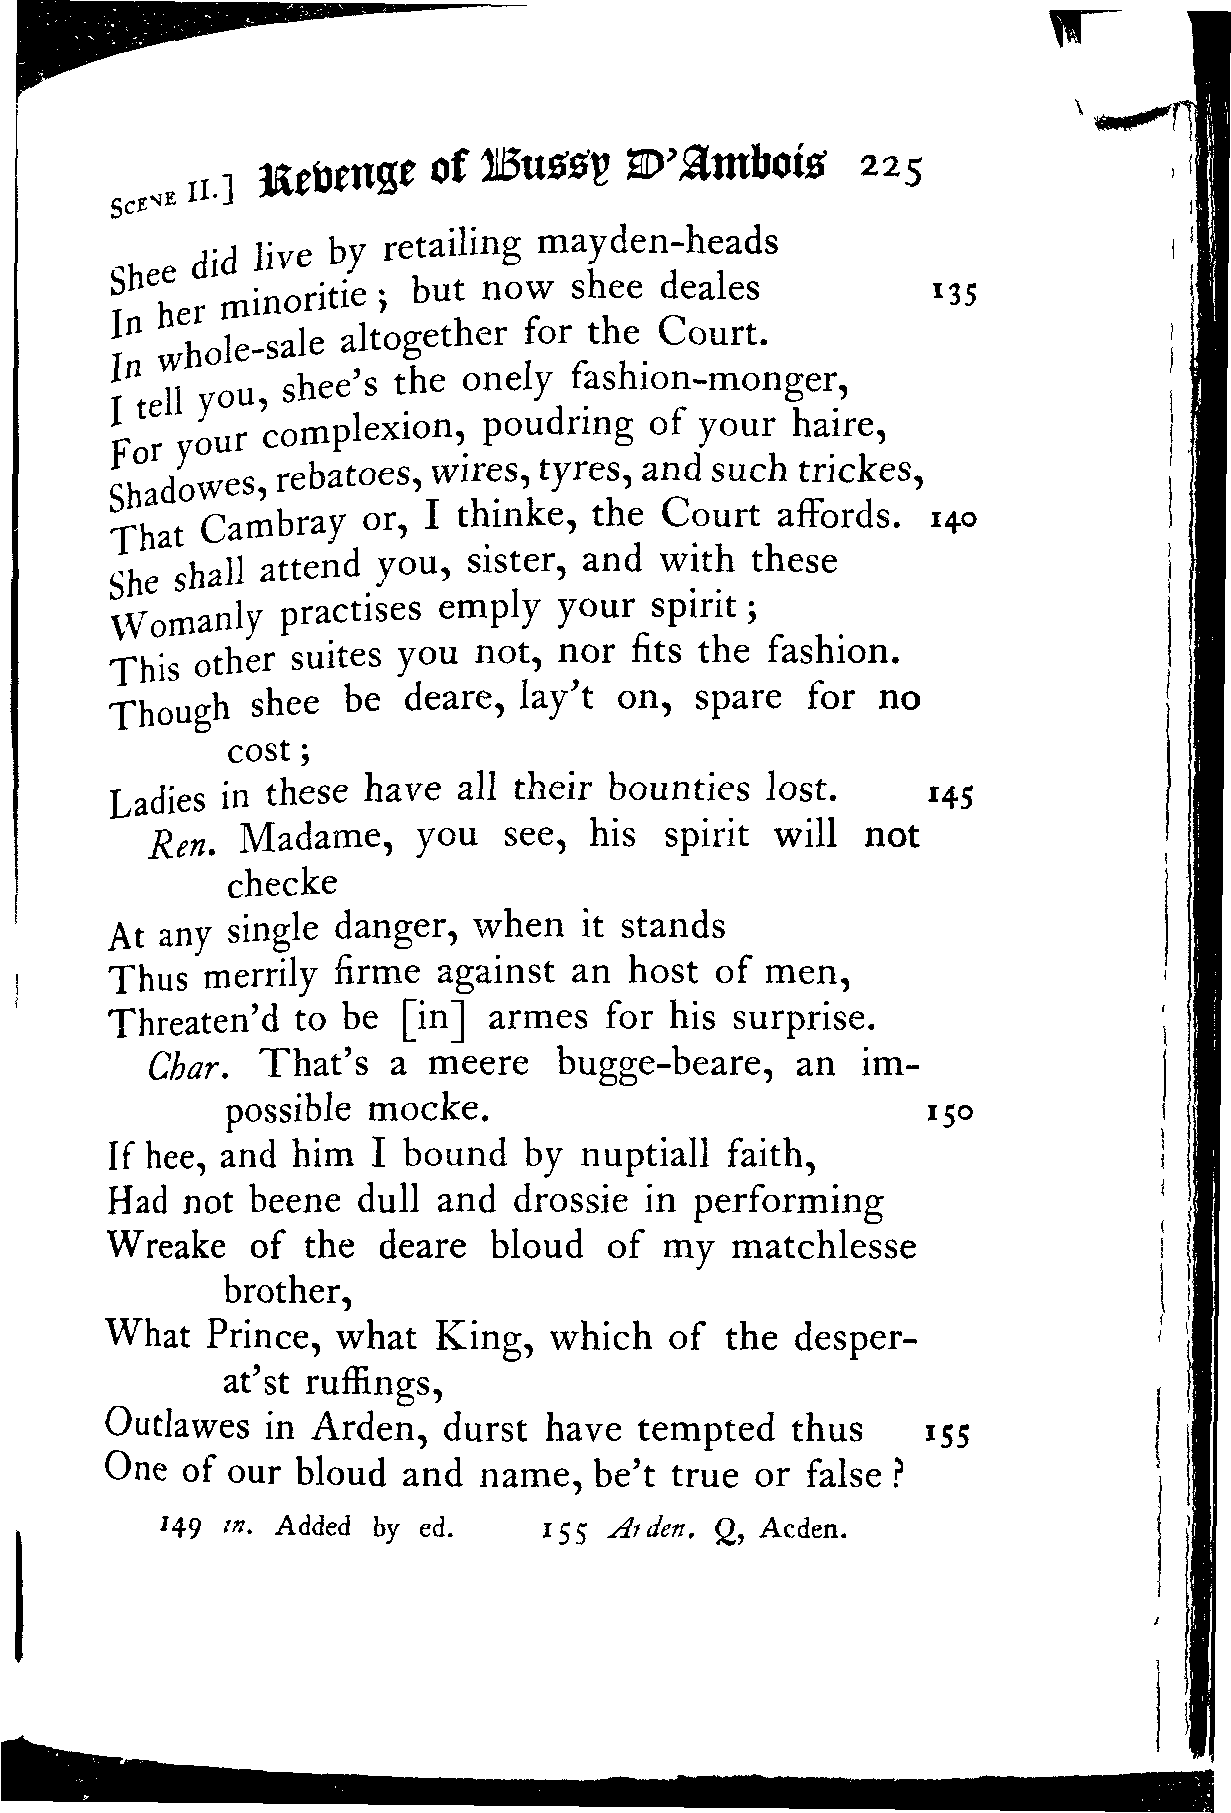 SCENE II.] Revenge of Bussy D'Ambois 225
Shee did live by retailing mayden-heads
In her minoritie; but now shee deales 135
In whole-sale altogether for the Court.
I tell you, shee's the onely fashion-monger,
For your complexion, poudring of your haire,
Shadowes, rebatoes, wires, tyres, and such trickes,
That Cambray or, I thinke, the Court affords. 140
She shall attend you, sister, and with these
Womanly practises emply your spirit;
This other suites you not, nor fits the fashion.
Though shee be deare, lay't on, spare for no
cost;
Ladies in these have all their bounties lost. 145
Ren. Madame, you see, his spirit will not
checke
At any single danger, when it stands
Thus merrily firme against an host of men,
Threaten'd to be [in] armes for his surprise.
Char. That's a meere bugge-beare, an im-
possible mocke. 150
If hee, and him I bound by nuptiall faith,
Had not beene dull and drossie in performing
Wreake of the deare bloud of my matchlesse
brother,
What Prince, what King, which of the desper-
at'st ruffings,
Outlawes in Arden, durst have tempted thus 155
One of our bloud and name, be't true or false?
149 in. Added by ed. 155 Arden. Q, Acden.